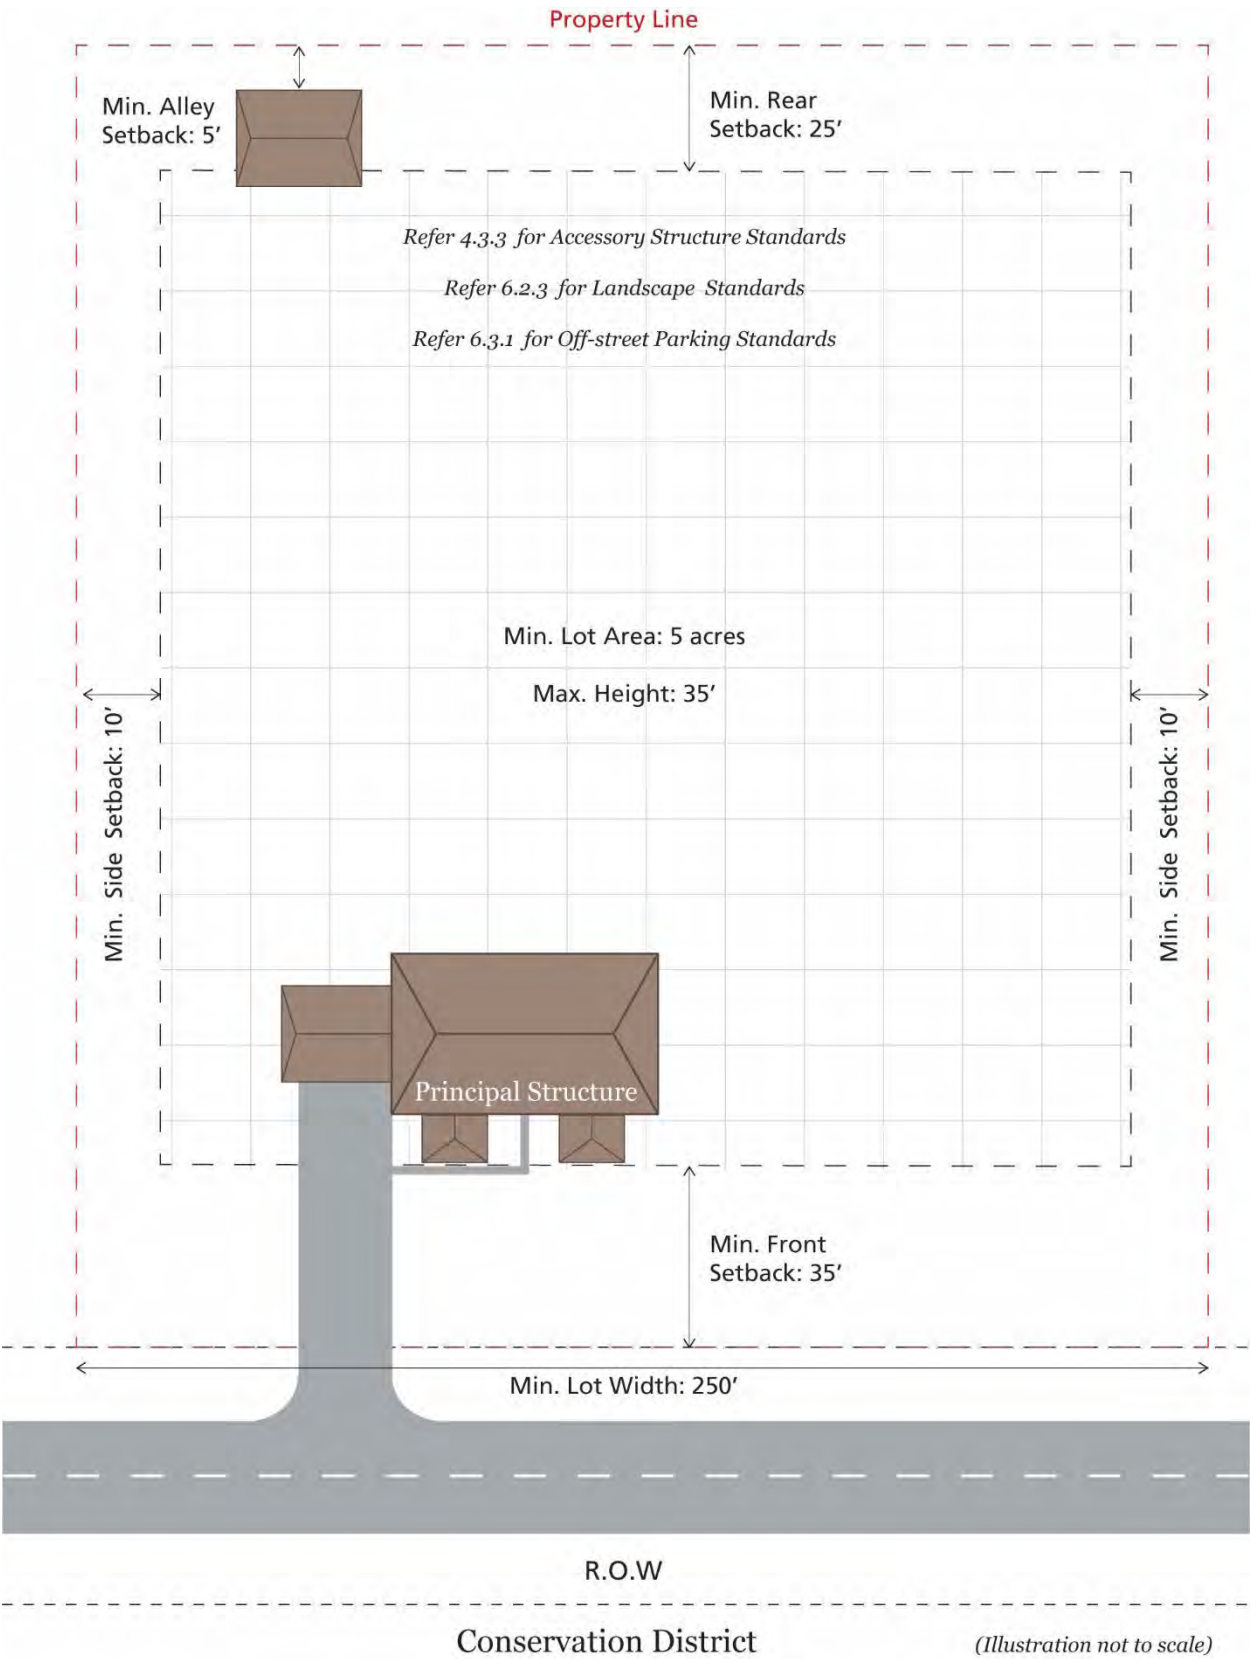 Property Line
Min. Alley
Setback: 5’
Min. Rear
Setback: 25’
Refer 4.3.3 for Accessory Structure Standards
Refer 6.2.3 for Landscape Standards
Refer 6.3.1 for Off-street Parking Standards
Min. Lot Area: 5 acres
Max. Height: 35’
Min. Side Setback: 10’
Min. Side Setback: 10’
Principal Structure
Min. Front
Setback: 35’
Min. Lot Width: 250’
R.O.W
Conservation District
(Illustration not to scale)